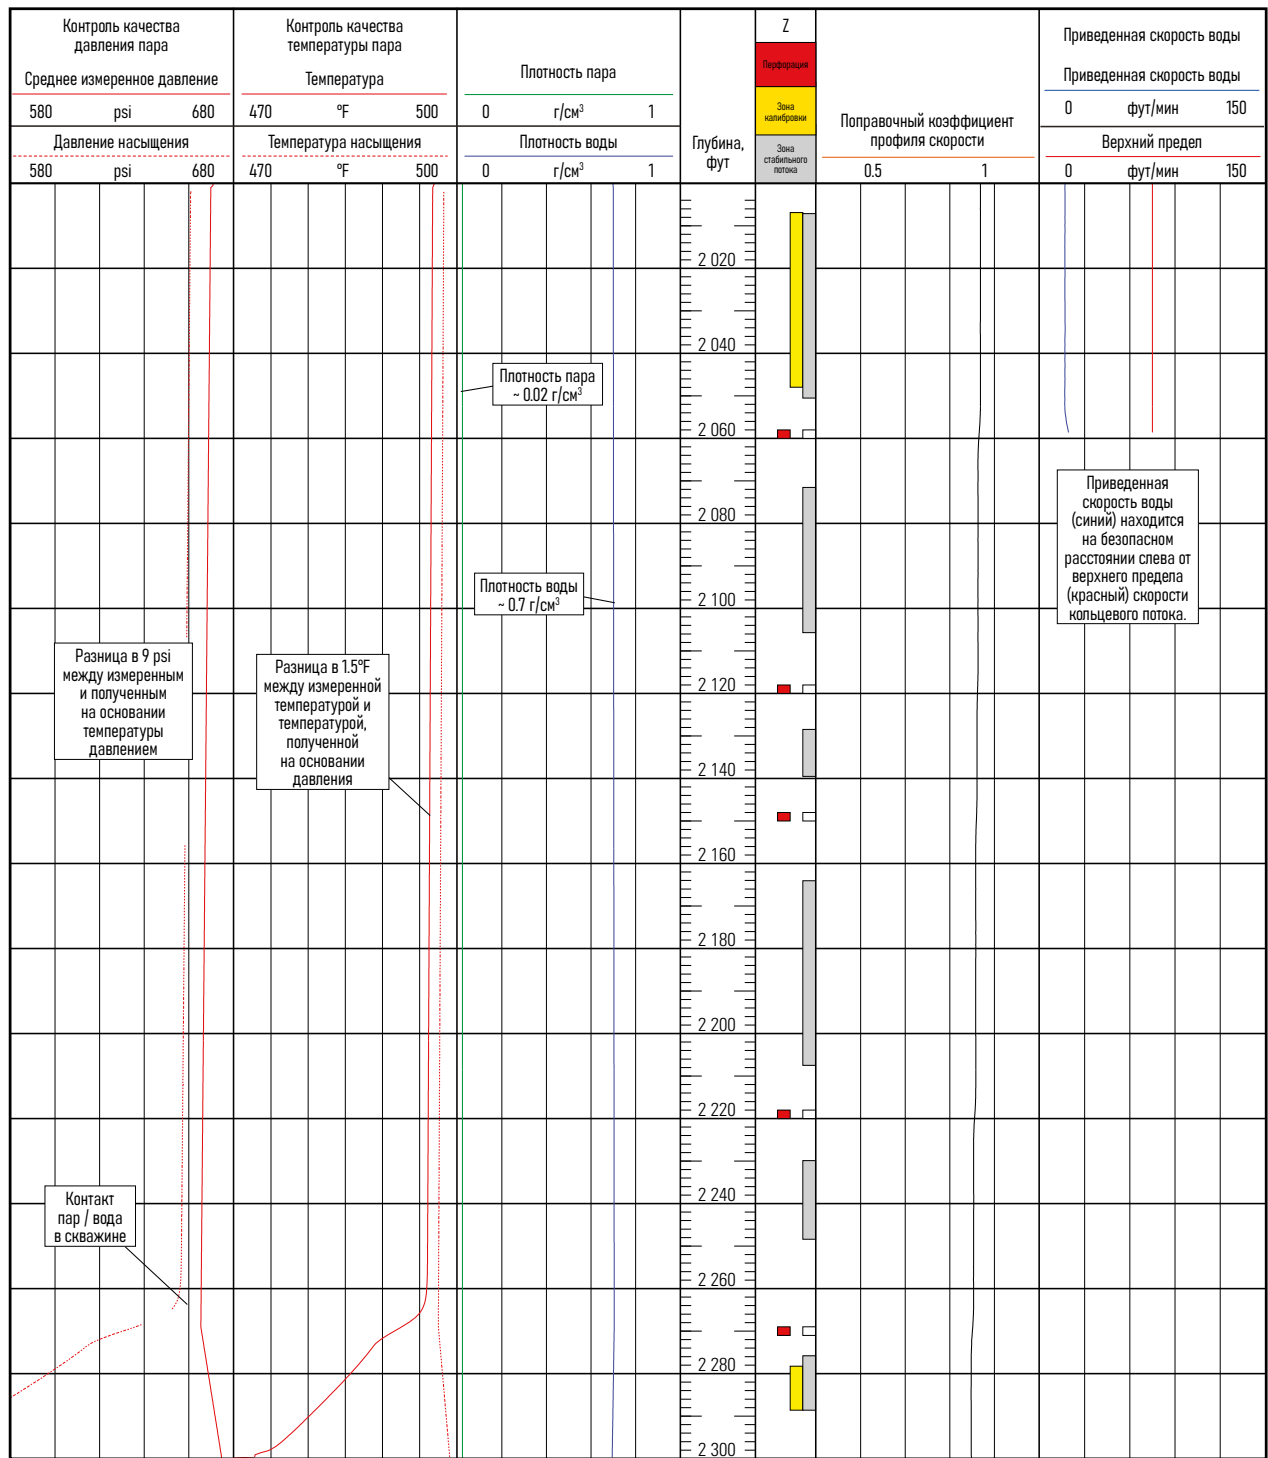 Контроль качества
давления пара
Среднее измеренное давление
580 psi 680
Давление насыщения
580 psi 680
Контроль качества
температуры пара
Температура
470 °F 500
Температура насыщения
470 °F 500
Плотность пара
0 г/см³ 1
Плотность воды
0 г/см³ 1
Глубина,
фут
Z
Перфорация
Зона
калибровки
Зона
стабильного
потока
Поправочный коэффициент
профиля скорости
0.5 1
Приведенная скорость воды
Приведенная скорость воды
0 фут/мин 150
Верхний предел
0 фут/мин 150
2 020
2 040
2 060
2 080
2 100
2 120
2 140
2 160
2 180
2 200
2 220
2 240
2 260
2 280
2 300
Плотность пара
~ 0.02 г/см³
Плотность воды
~ 0.7 г/см³
Приведенная
скорость воды
(синий) находится
на безопасном
расстоянии слева от
верхнего предела
(красный) скорости
кольцевого потока.
Разница в 9 psi
между измеренным
и полученным
на основании
температуры
давлением
Разница в 1.5°F
между измеренной
температурой и
температурой,
полученной
на основании
давления
Контакт
пар / вода
в скважине